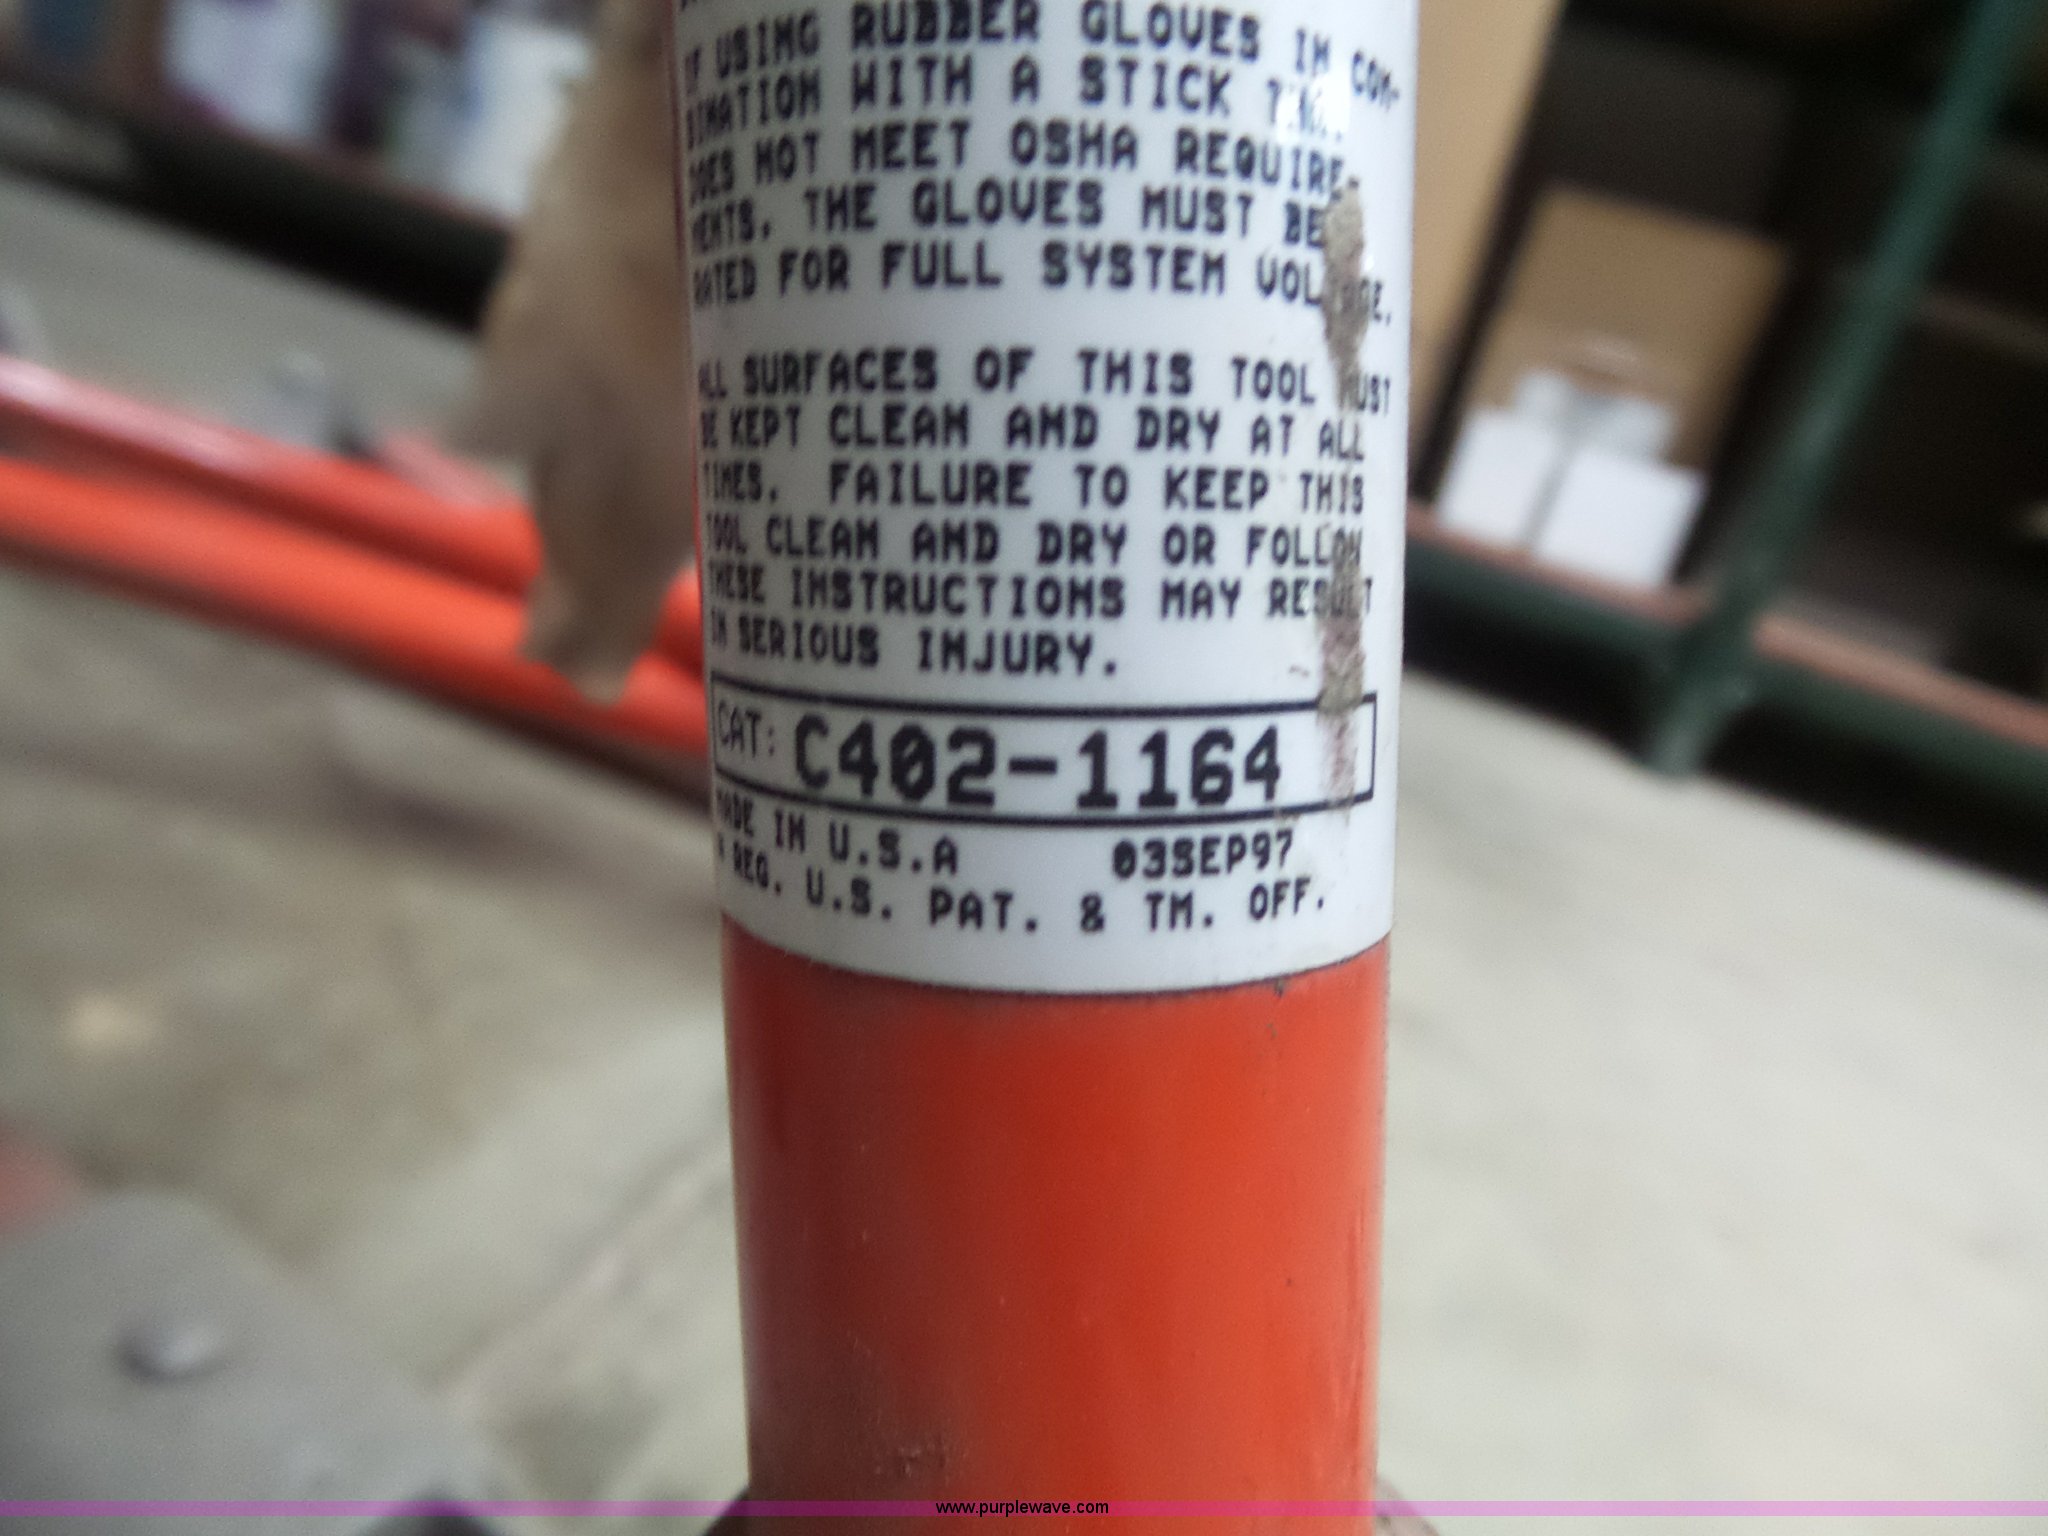 IF USING RUBBER GLOVES IN COM-
BINATION WITH A STICK
DOES NOT MEET OSHA REQUIRE-
MENTS. THE GLOVES MUST BE
RATED FOR FULL SYSTEM VOLTAGE.
ALL SURFACES OF THIS TOOL MUST
BE KEPT CLEAN AND DRY AT ALL
TIMES. FAILURE TO KEEP THIS
TOOL CLEAN AND DRY OR FOLLOW
THESE INSTRUCTIONS MAY RESULT
IN SERIOUS INJURY.
CAT: C402-1164
MADE IN U.S.A 03SEP97
REG. U.S. PAT. & TM. OFF.
www.purplewave.com